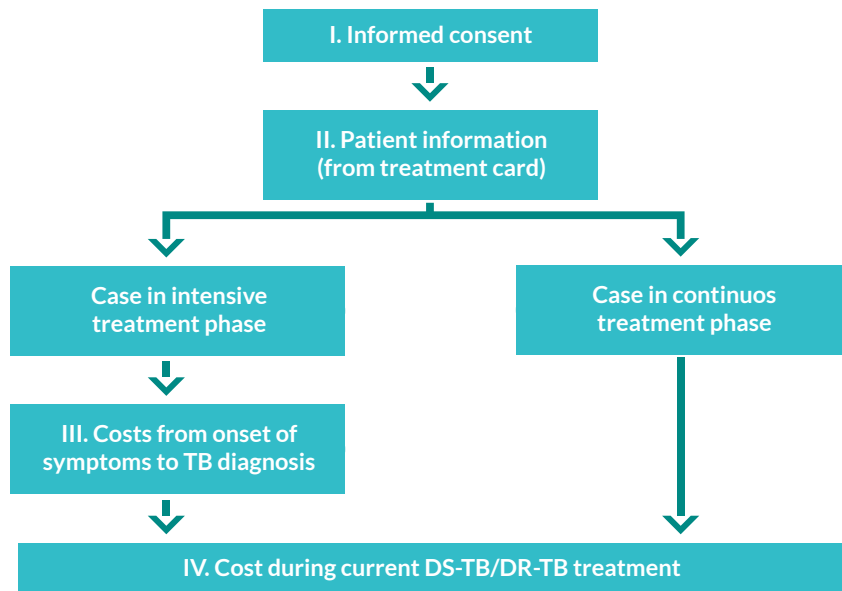 I. Informed consent
II. Patient information
(from treatment card)
Case in intensive
treatment phase
Case in continuos
treatment phase
III. Costs from onset of
symptoms to TB diagnosis
IV. Cost during current DS-TB/DR-TB treatment